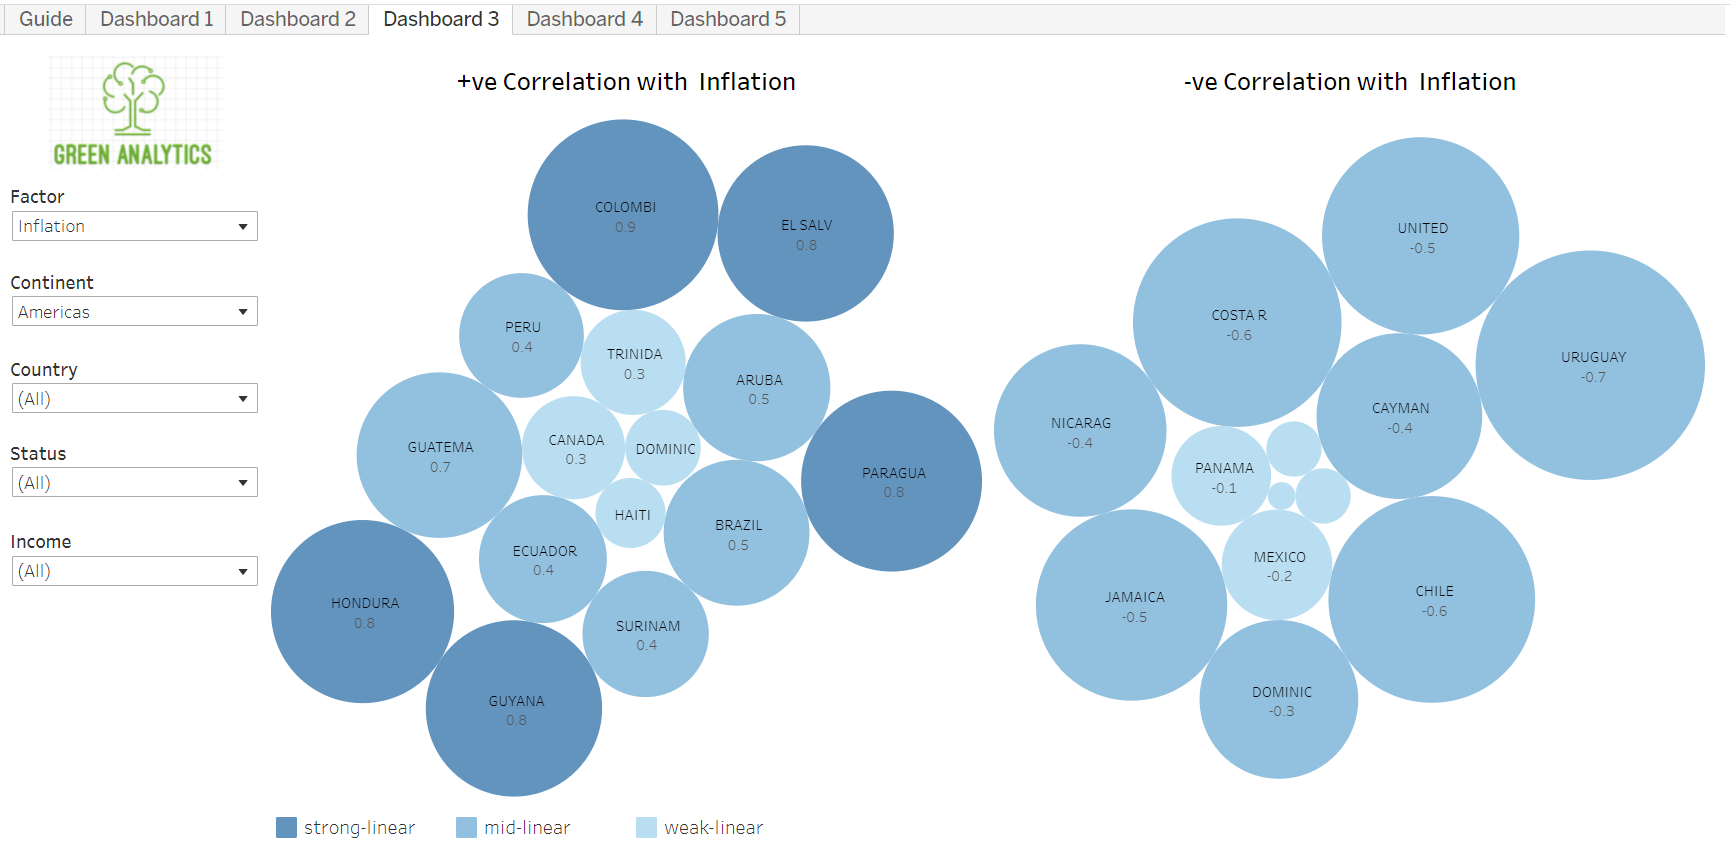 Guide
Dashboard 1
Dashboard 2
Dashboard 3
Dashboard 4
Dashboard 5
GREEN ANALYTICS
Factor
Inflation
Continent
Americas
Country
(All)
Status
(All)
Income
(All)
+ve Correlation with Inflation
COLOMBI
0.9
EL SALV
0.8
PERU
0.4
TRINIDA
0.3
ARUBA
0.5
GUATEMA
0.7
CANADA
0.3
DOMINIC
PARAGUA
0.8
HAITI
BRAZIL
0.5
ECUADOR
0.4
HONDURA
0.8
SURINAM
0.4
GUYANA
0.8
strong-linear
mid-linear
weak-linear
-ve Correlation with Inflation
UNITED
-0.5
COSTA R
-0.6
URUGUAY
-0.7
CAYMAN
-0.4
NICARAG
-0.4
PANAMA
-0.1
MEXICO
-0.2
JAMAICA
-0.5
CHILE
-0.6
DOMINIC
-0.3